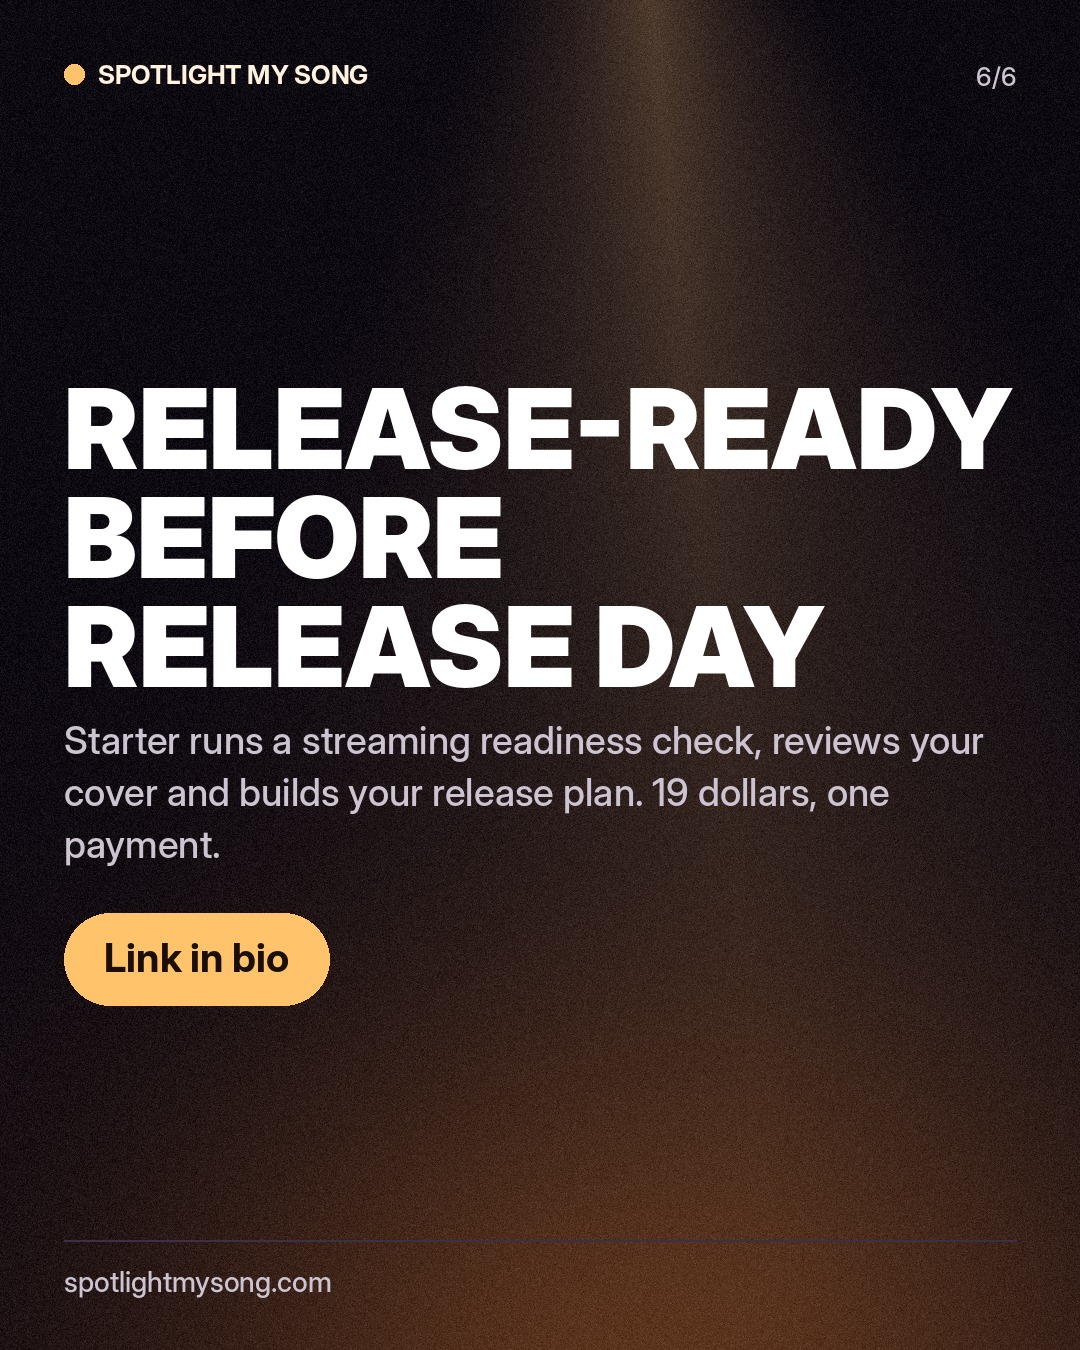 SPOTLIGHT MY SONG
6/6
RELEASE-READY
BEFORE
RELEASE DAY
Starter runs a streaming readiness check, reviews your
cover and builds your release plan. 19 dollars, one
payment.
Link in bio
spotlightmysong.com